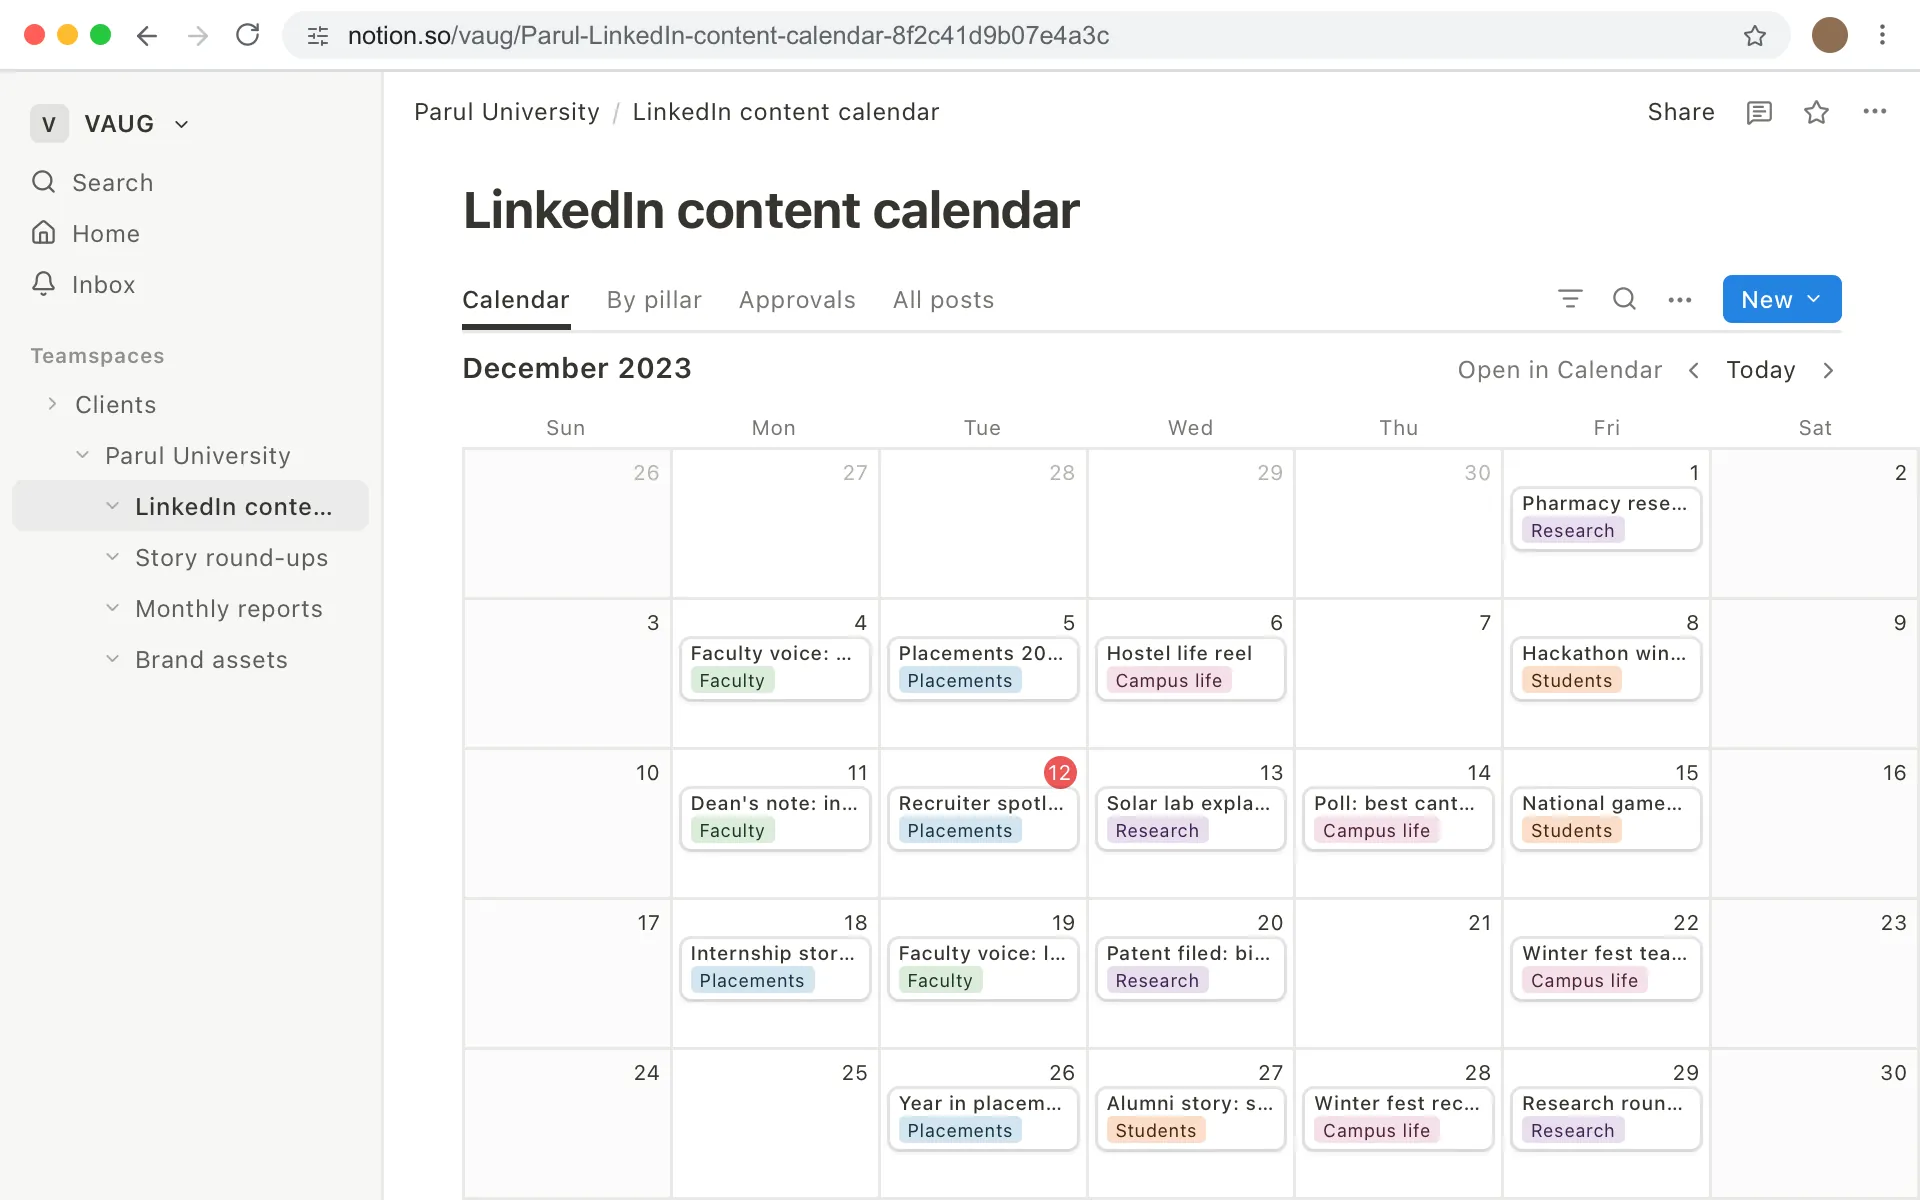 notion.so/vaug/Parul-LinkedIn-content-calendar-8f2c41d9b07e4a3c
V VAUG
Search
Home
Inbox
Teamspaces
Clients
Parul University
LinkedIn conte...
Story round-ups
Monthly reports
Brand assets
Parul University / LinkedIn content calendar
Share
LinkedIn content calendar
Calendar By pillar Approvals All posts
New
December 2023
Open in Calendar Today
Sun Mon Tue Wed Thu Fri Sat
26 27 28 29 30 1 2
Pharmacy rese...
Research
3 4 5 6 7 8 9
Faculty voice: ... Placements 20... Hostel life reel Hackathon win...
Faculty Placements Campus life Students
10 11 12 13 14 15 16
Dean's note: in... Recruiter spotl... Solar lab expla... Poll: best cant... National game...
Faculty Placements Research Campus life Students
17 18 19 20 21 22 23
Internship stor... Faculty voice: l... Patent filed: bi... Winter fest tea...
Placements Faculty Research Campus life
24 25 26 27 28 29 30
Year in placem... Alumni story: s... Winter fest rec... Research roun...
Placements Students Campus life Research